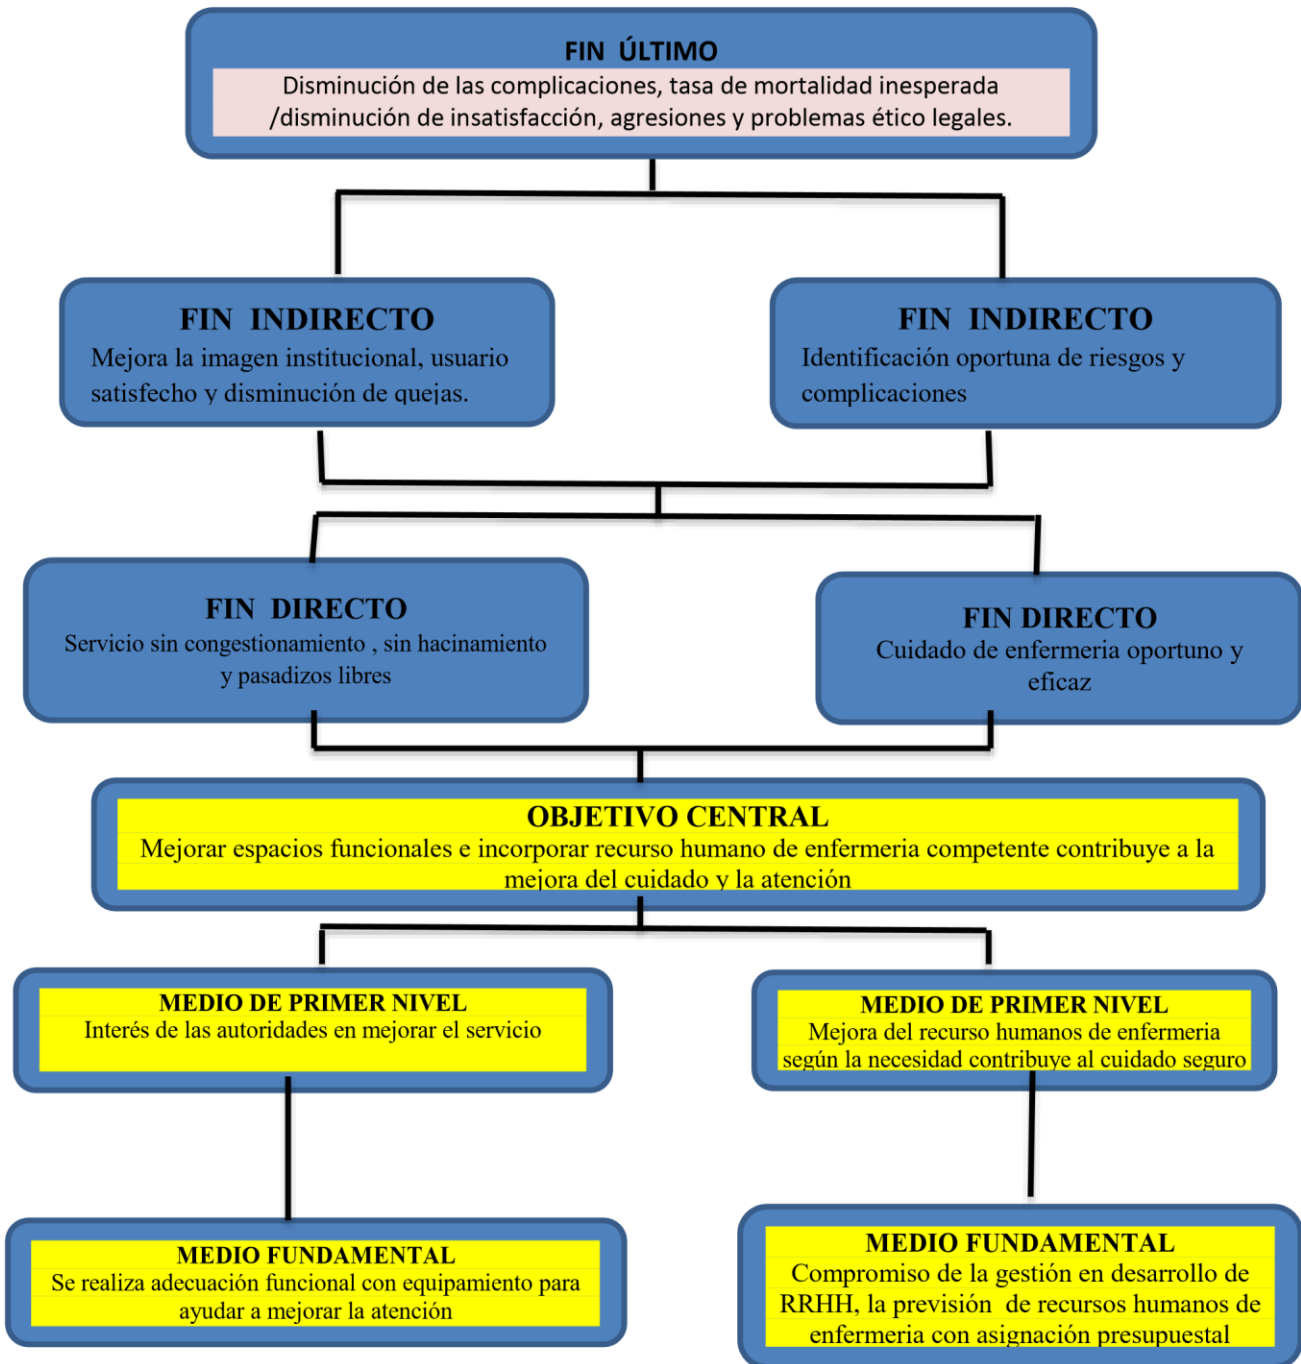 FIN ÚLTIMO
Disminución de las complicaciones, tasa de mortalidad inesperada
/disminución de insatisfacción, agresiones y problemas ético legales.
FIN INDIRECTO
Mejora la imagen institucional, usuario
satisfecho y disminución de quejas.
FIN INDIRECTO
Identificación oportuna de riesgos y
complicaciones
FIN DIRECTO
Servicio sin congestionamiento , sin hacinamiento
y pasadizos libres
FIN DIRECTO
Cuidado de enfermeria oportuno y
eficaz
OBJETIVO CENTRAL
Mejorar espacios funcionales e incorporar recurso humano de enfermeria competente contribuye a la
mejora del cuidado y la atención
MEDIO DE PRIMER NIVEL
Interés de las autoridades en mejorar el servicio
MEDIO DE PRIMER NIVEL
Mejora del recurso humanos de enfermeria
según la necesidad contribuye al cuidado seguro
MEDIO FUNDAMENTAL
Se realiza adecuación funcional con equipamiento para
ayudar a mejorar la atención
MEDIO FUNDAMENTAL
Compromiso de la gestión en desarrollo de
RRHH, la previsión de recursos humanos de
enfermeria con asignación presupuestal